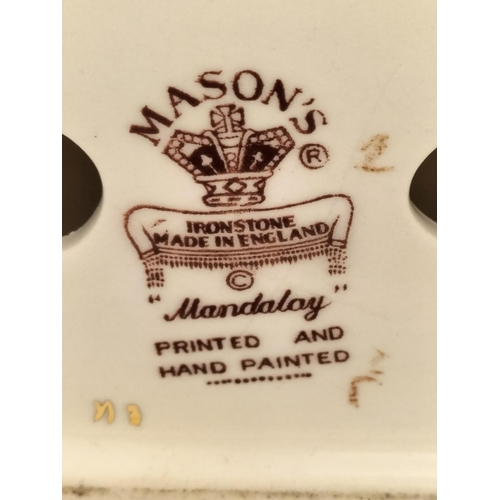 MASON'S
®
IRONSTONE
MADE IN ENGLAND
©
"Mandalay"
PRINTED AND
HAND PAINTED